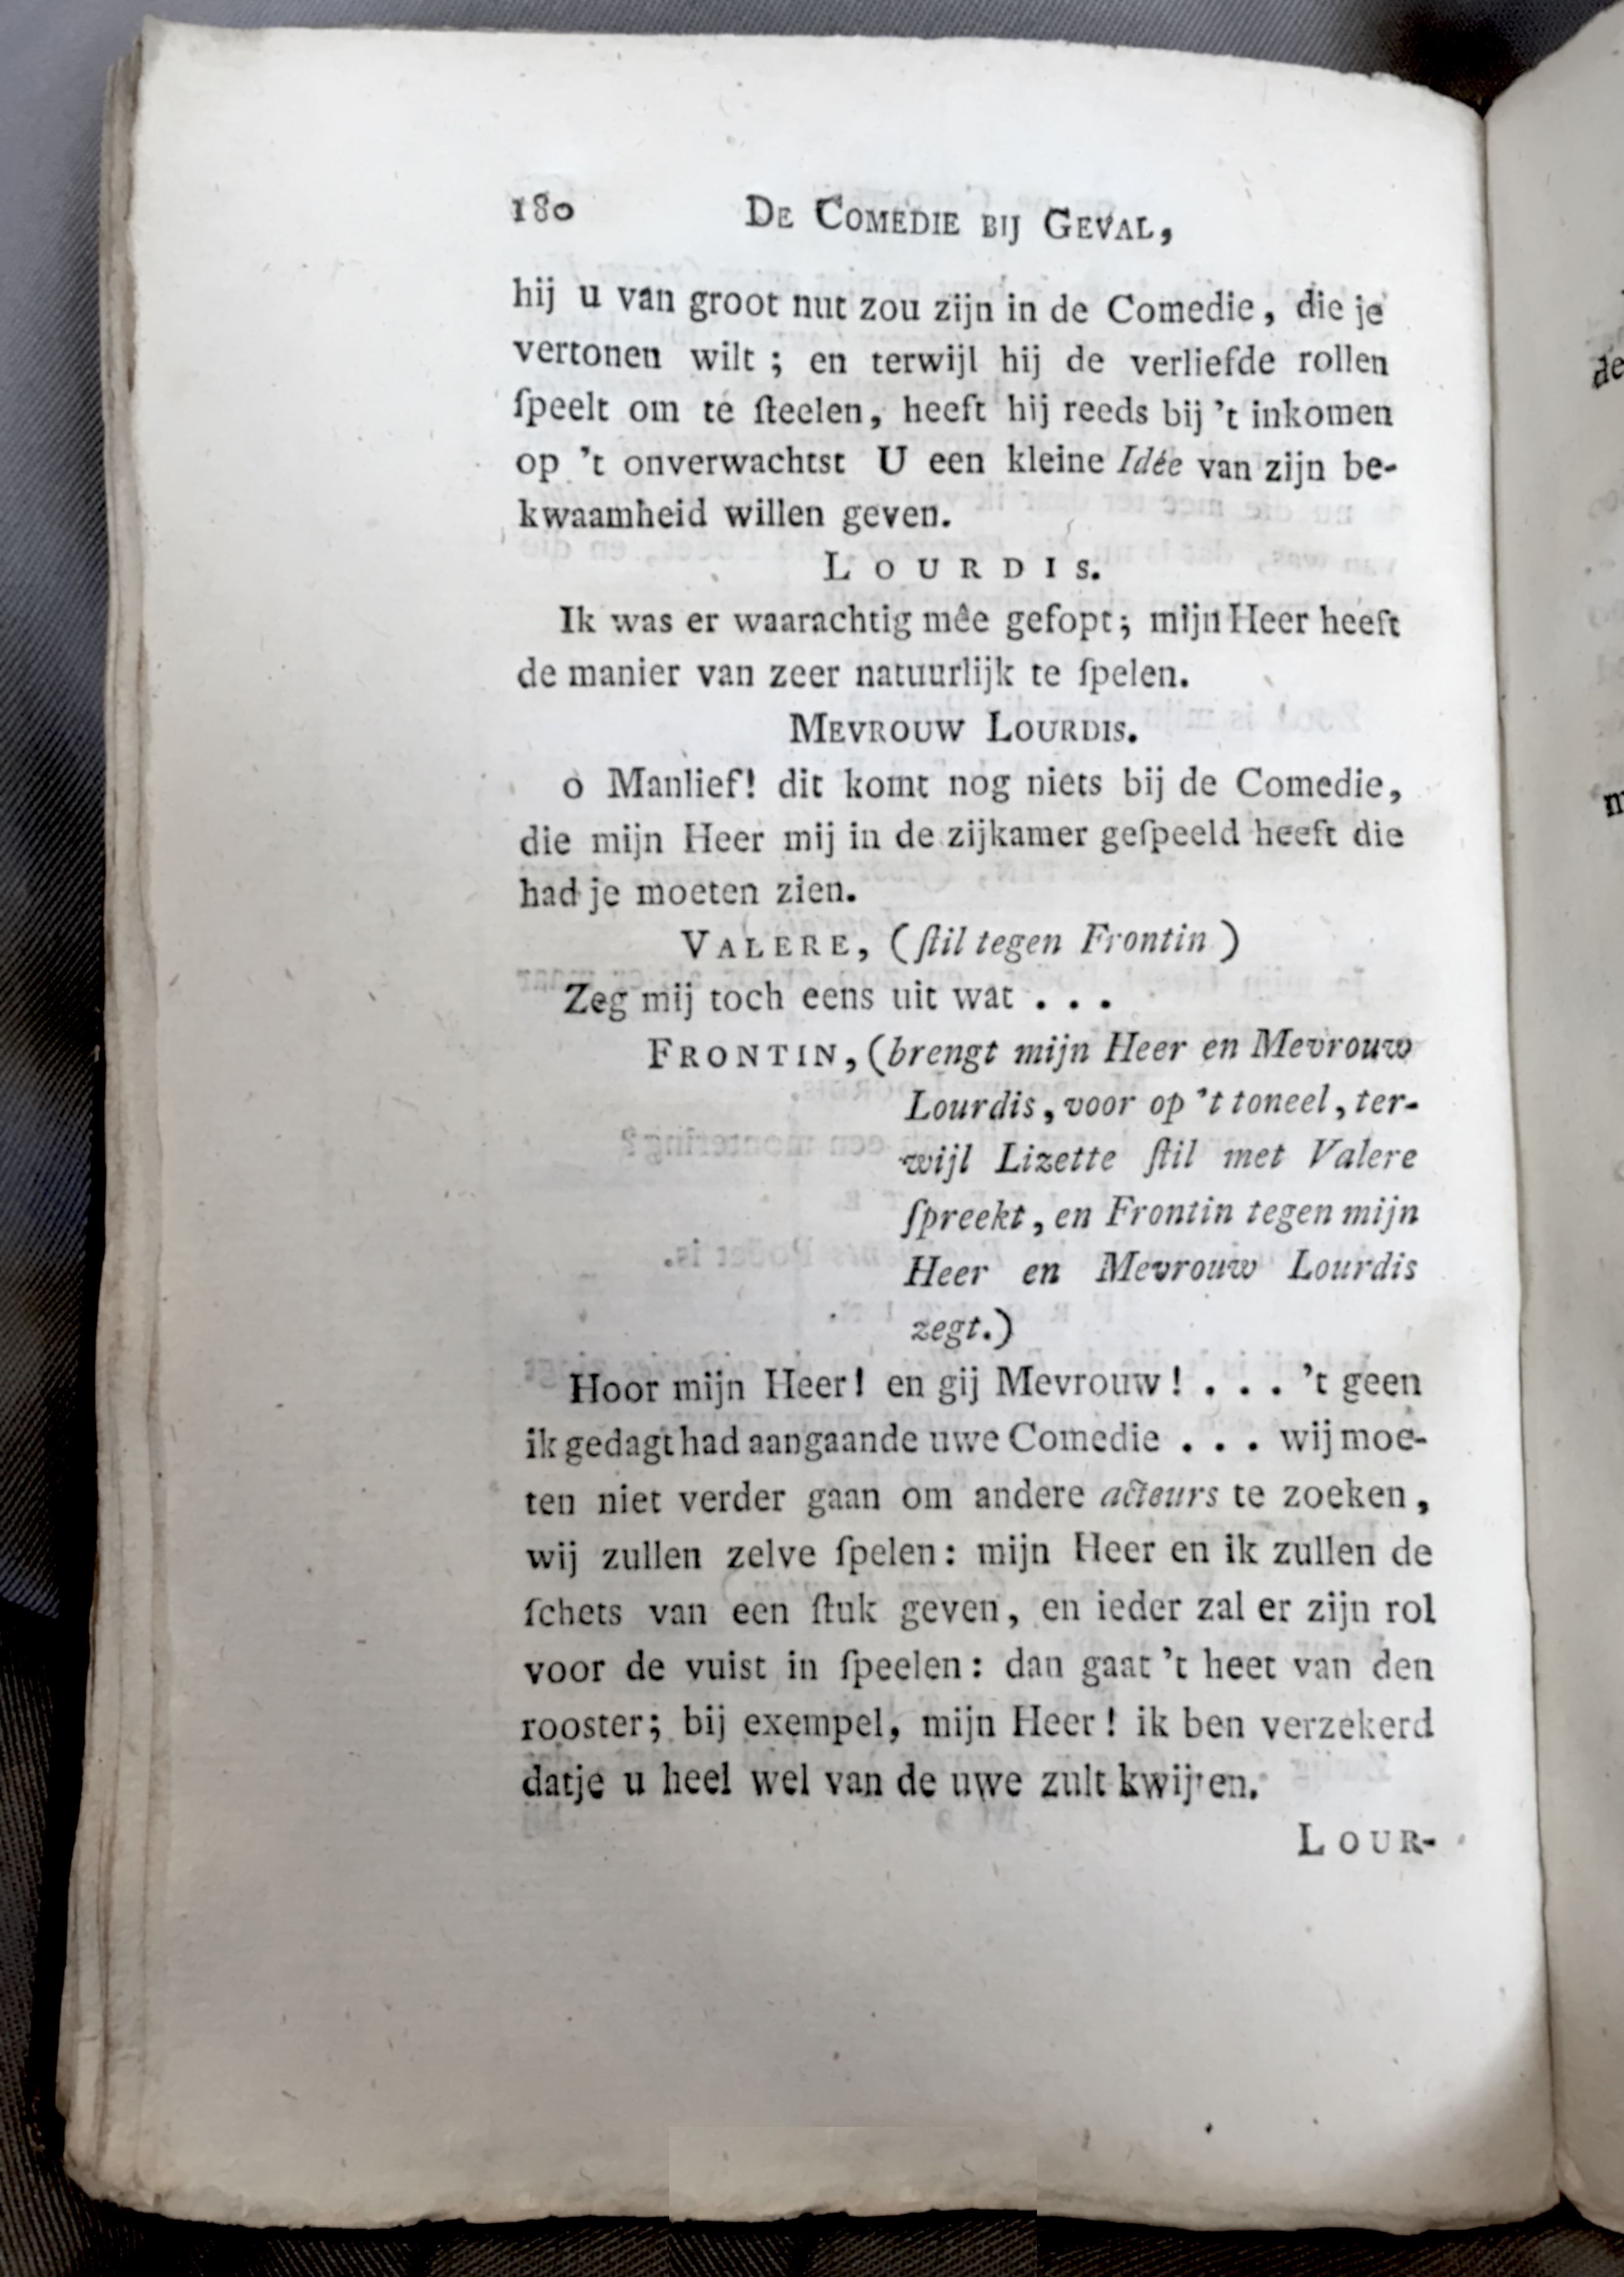 180 DE COMEDIE BIJ GEVAL,
hij u van groot nut zou zijn in de Comedie, die je
vertonen wilt; en terwijl hij de verliefde rollen
ſpeelt om te ſteelen, heeft hij reeds bij 't inkomen
op 't onverwachtst U een kleine Idée van zijn be-
kwaamheid willen geven.
LOURDIS.
Ik was er waarachtig mêe gefopt; mijn Heer heeft
de manier van zeer natuurlijk te ſpelen.
MEVROUW LOURDIS.
o Manlief! dit komt nog niets bij de Comedie,
die mijn Heer mij in de zijkamer geſpeeld heeft die
had je moeten zien.
VALERE, (ſtil tegen Frontin)
Zeg mij toch eens uit wat . . .
FRONTIN, (brengt mijn Heer en Mevrouw
Lourdis, voor op 't toneel, ter-
wijl Lizette ſtil met Valere
ſpreekt, en Frontin tegen mijn
Heer en Mevrouw Lourdis
zegt.)
Hoor mijn Heer! en gij Mevrouw! . . . 't geen
ik gedagt had aangaande uwe Comedie . . . wij moe-
ten niet verder gaan om andere acteurs te zoeken,
wij zullen zelve ſpelen: mijn Heer en ik zullen de
ſchets van een ſtuk geven, en ieder zal er zijn rol
voor de vuist in ſpeelen: dan gaat 't heet van den
rooster; bij exempel, mijn Heer! ik ben verzekerd
datje u heel wel van de uwe zult kwijten.
LOUR-
de